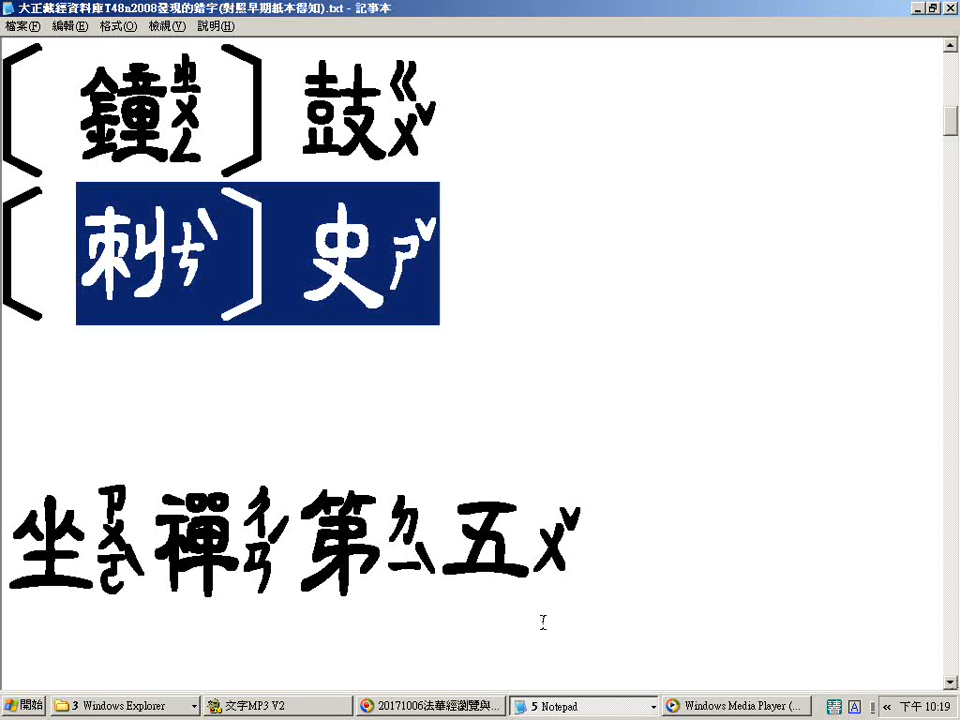 大正藏經資料庫T48n2008發現的錯字(對照早期紙本得知).txt - 記事本
檔案(F) 編輯(E) 格式(O) 檢視(V) 說明(H)
〔鐘ㄓㄨㄥ〕鼓ㄍㄨˇ
〔刺ㄘˋ〕史ㄕˇ
坐ㄗㄨㄛˋ禪ㄔㄢˊ第ㄉㄧˋ五ㄨˇ
開始 3 Windows Explorer 文字MP3 V2 20171006法華經瀏覽與... 5 Notepad Windows Media Player (... A « 下午 10:19